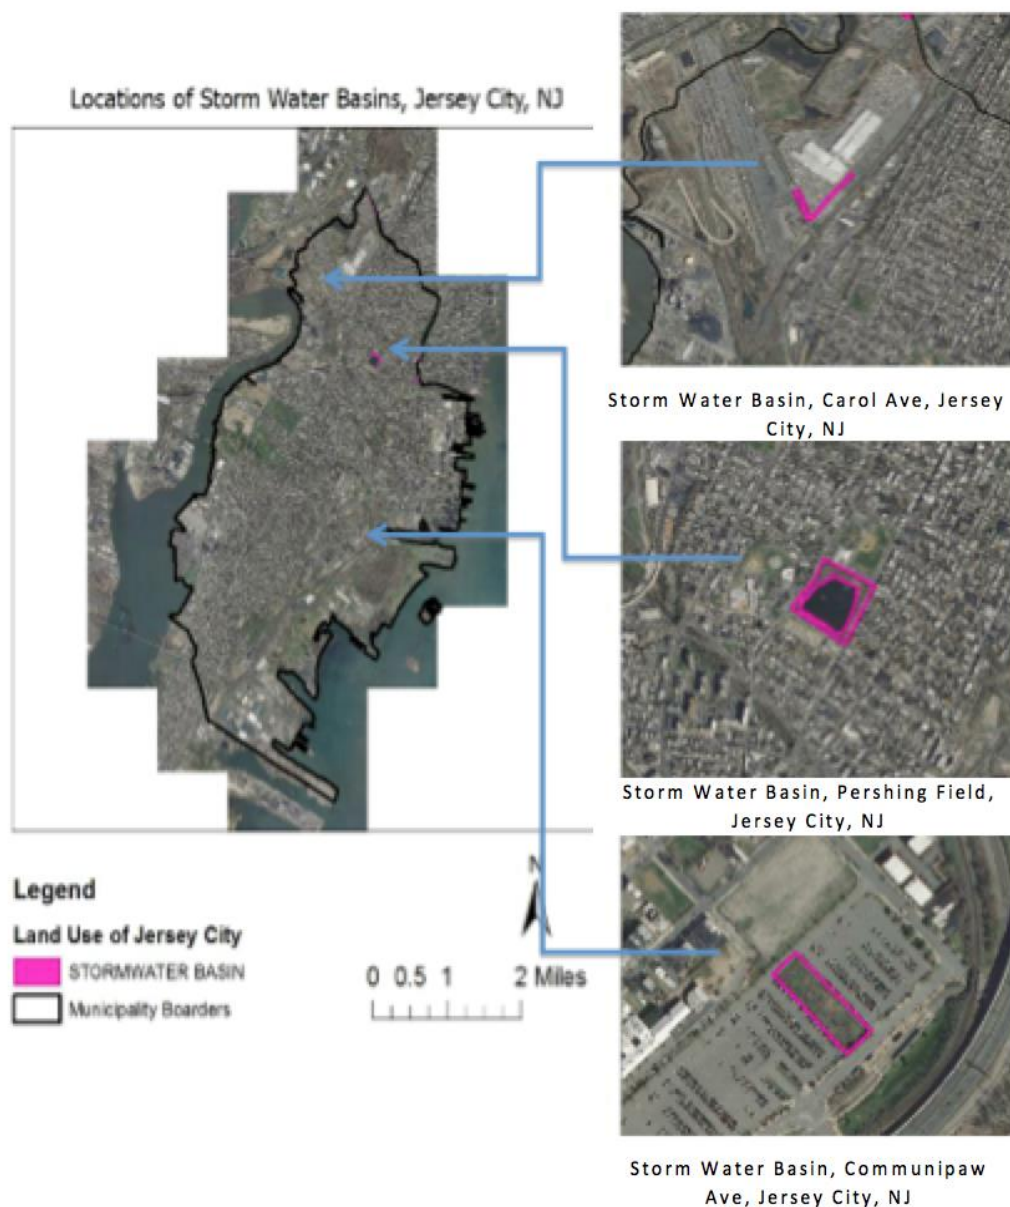 Locations of Storm Water Basins, Jersey City, NJ
Storm Water Basin, Carol Ave, Jersey
City, NJ
Storm Water Basin, Pershing Field,
Jersey City, NJ
Legend
N
Land Use of Jersey City
STORMWATER BASIN
Municipality Boarders
0 0.5 1 2 Miles
Storm Water Basin, Communipaw
Ave, Jersey City, NJ